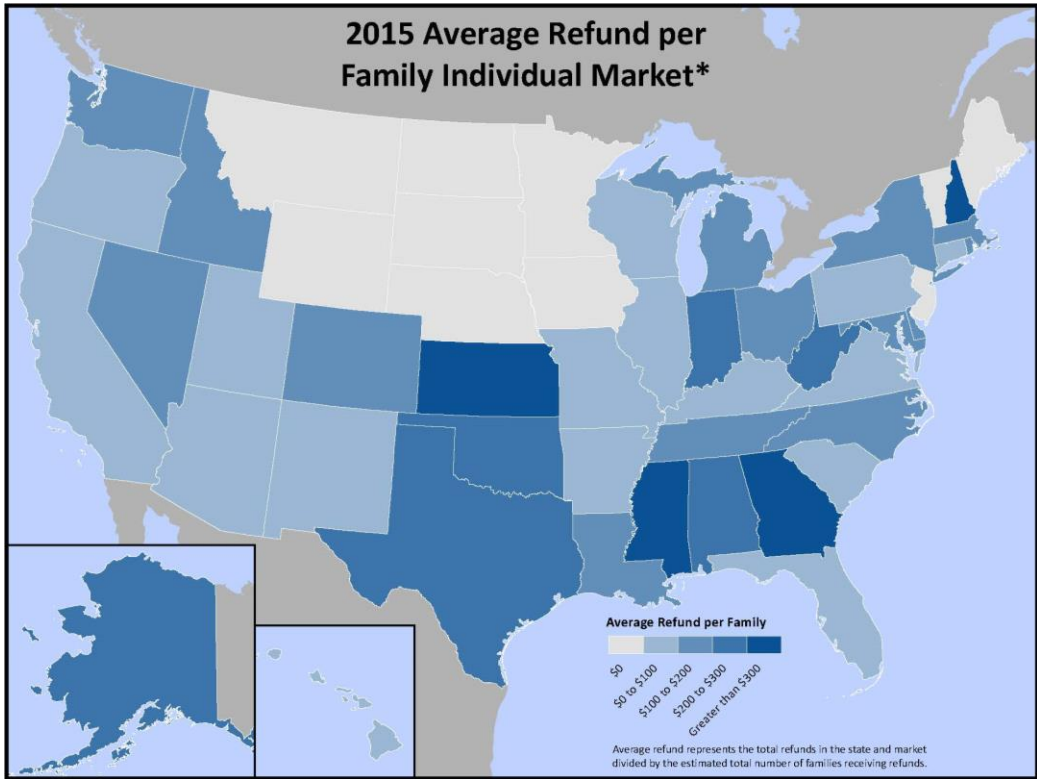 2015 Average Refund per
Family Individual Market*
Average Refund per Family
$0
$0 to $100
$100 to $200
$200 to $300
Greater than $300
Average refund represents the total refunds in the state and market
divided by the estimated total number of families receiving refunds.